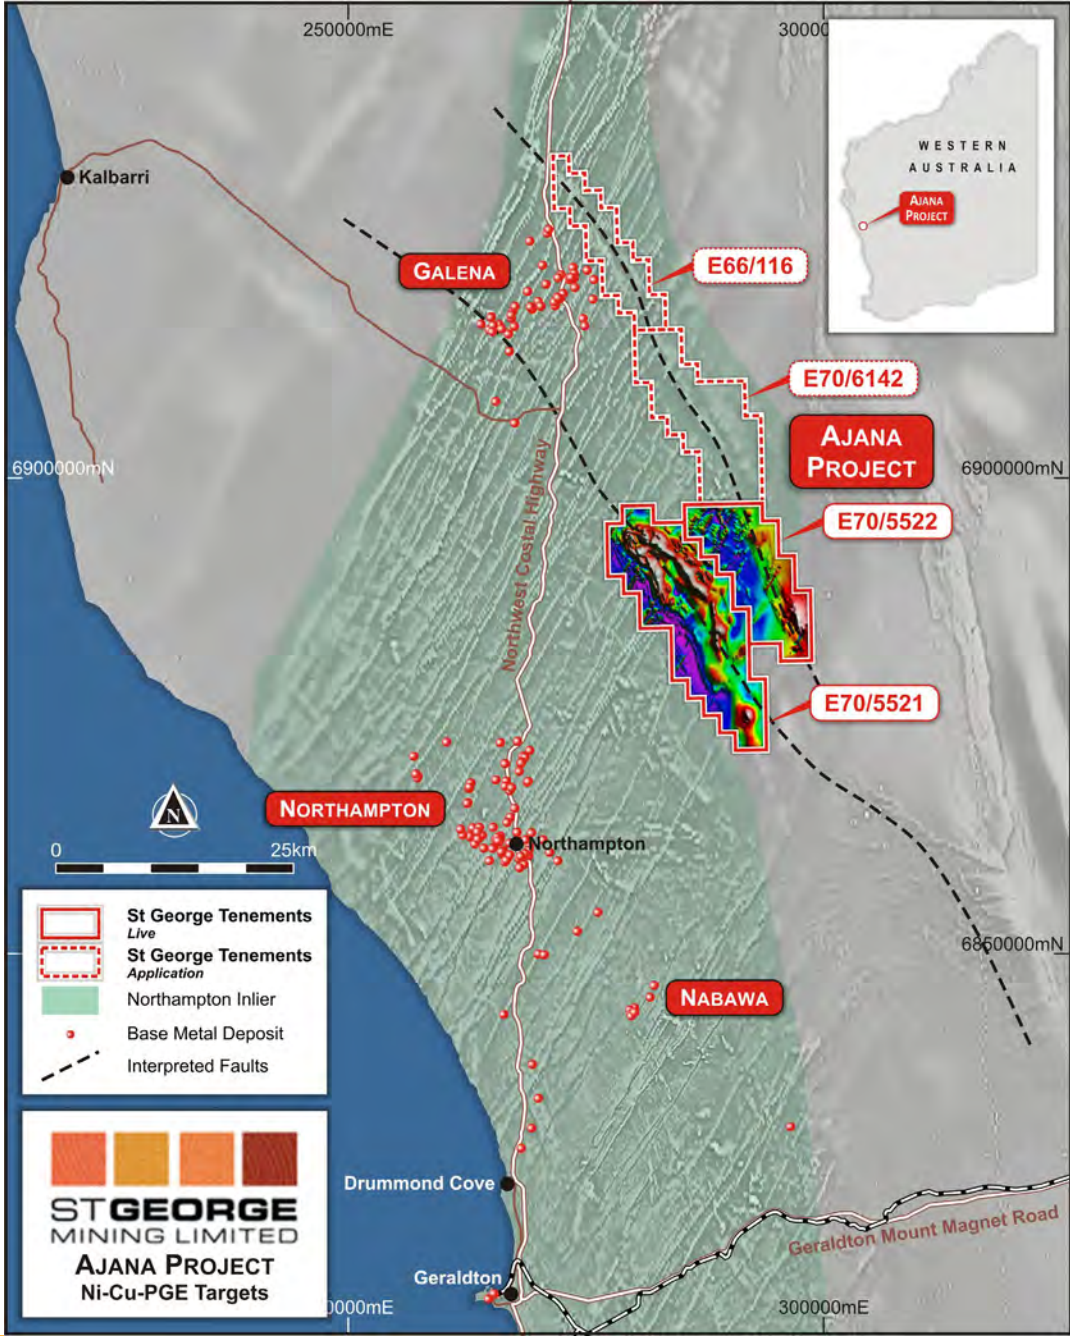 250000mE
30000
WESTERN
AUSTRALIA
AJANA
PROJECT
Kalbarri
GALENA
E66/116
E70/6142
AJANA
PROJECT
6900000mN
6900000mN
E70/5522
Northwest Costal Highway
E70/5521
NORTHAMPTON
N
Northampton
0 25km
St George Tenements
Live
St George Tenements
Application
Northampton Inlier
Base Metal Deposit
Interpreted Faults
6850000mN
NABAWA
Drummond Cove
Geraldton Mount Magnet Road
Geraldton
STGEORGE
MINING LIMITED
AJANA PROJECT
Ni-Cu-PGE Targets
0000mE
300000mE